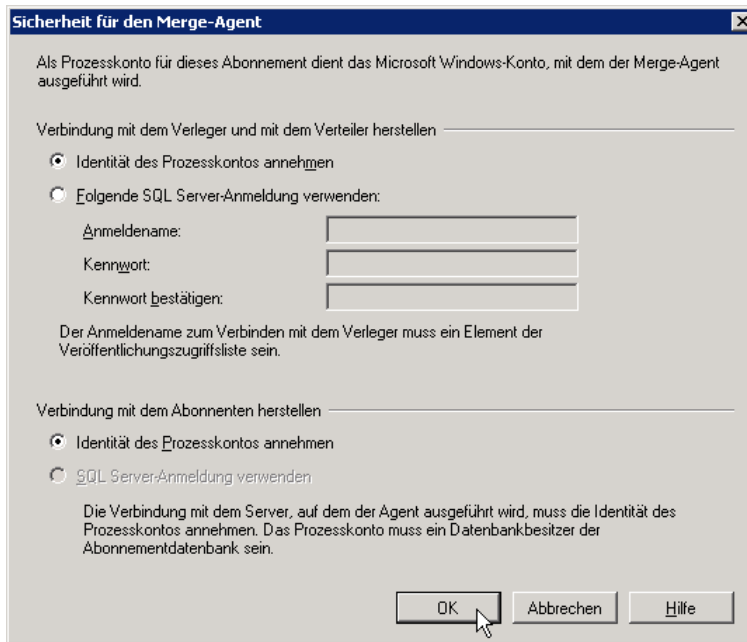 Sicherheit für den Merge-Agent
Als Prozesskonto für dieses Abonnement dient das Microsoft Windows-Konto, mit dem der Merge-Agent
ausgeführt wird.
Verbindung mit dem Verleger und mit dem Verteiler herstellen
Identität des Prozesskontos annehmen
Folgende SQL Server-Anmeldung verwenden:
Anmeldename:
Kennwort:
Kennwort bestätigen:
Der Anmeldename zum Verbinden mit dem Verleger muss ein Element der
Veröffentlichungszugriffsliste sein.
Verbindung mit dem Abonnenten herstellen
Identität des Prozesskontos annehmen
SQL Server-Anmeldung verwenden
Die Verbindung mit dem Server, auf dem der Agent ausgeführt wird, muss die Identität des
Prozesskontos annehmen. Das Prozesskonto muss ein Datenbankbesitzer der
Abonnementdatenbank sein.
OK Abbrechen Hilfe